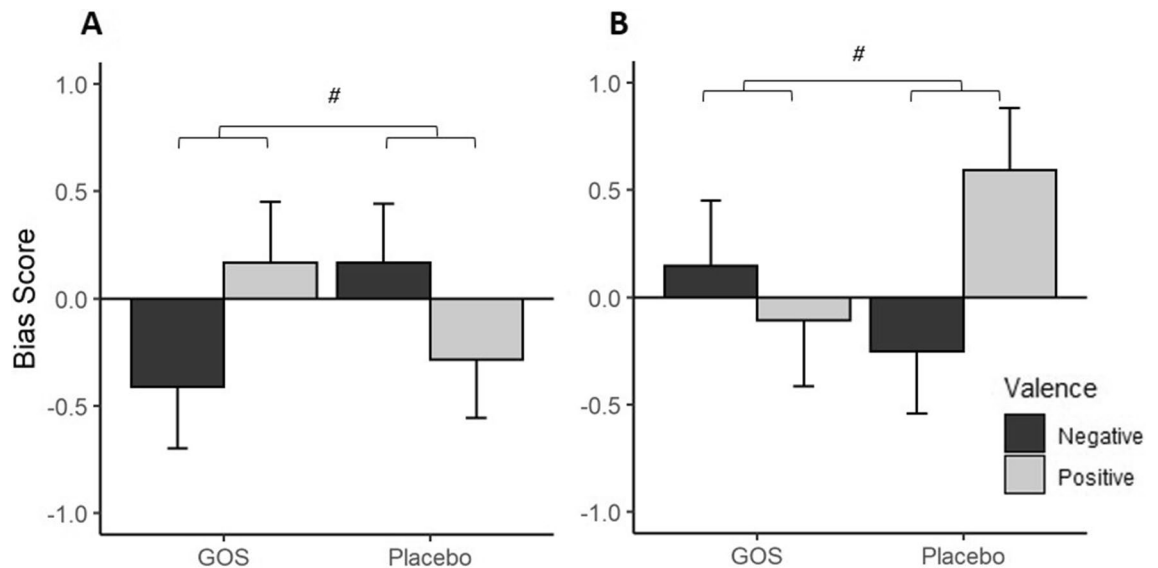 A
B
#
#
1.0
0.5
0.0
-0.5
-1.0
Bias Score
GOS
Placebo
1.0
0.5
0.0
-0.5
-1.0
GOS
Placebo
Valence
Negative
Positive